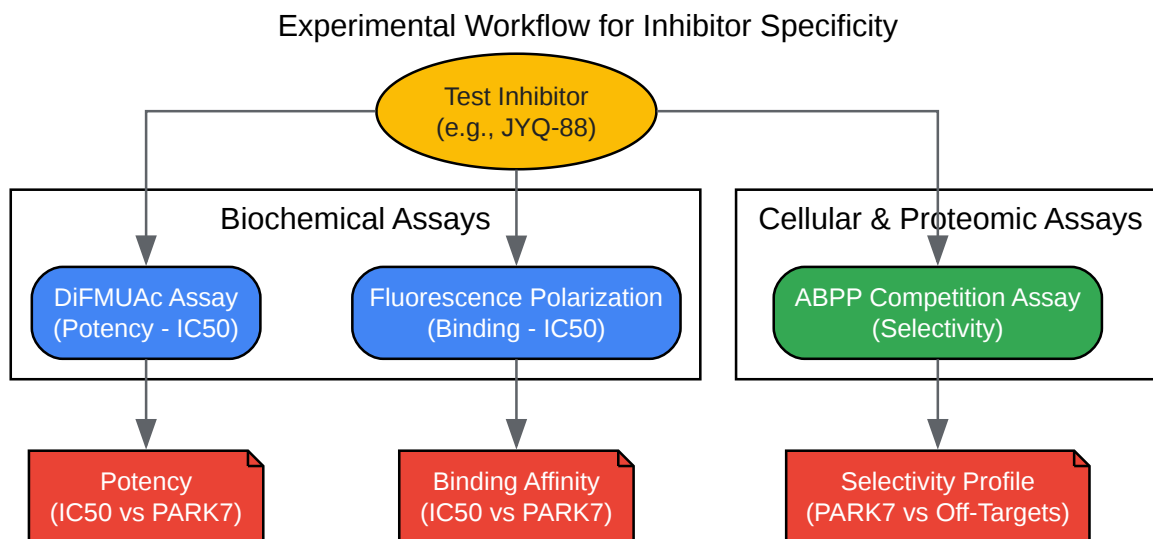 Experimental Workflow for Inhibitor Specificity
Test Inhibitor
(e.g., JYQ-88)
Biochemical Assays
Cellular & Proteomic Assays
DiFMUAc Assay
(Potency - IC50)
Fluorescence Polarization
(Binding - IC50)
ABPP Competition Assay
(Selectivity)
Potency
(IC50 vs PARK7)
Binding Affinity
(IC50 vs PARK7)
Selectivity Profile
(PARK7 vs Off-Targets)